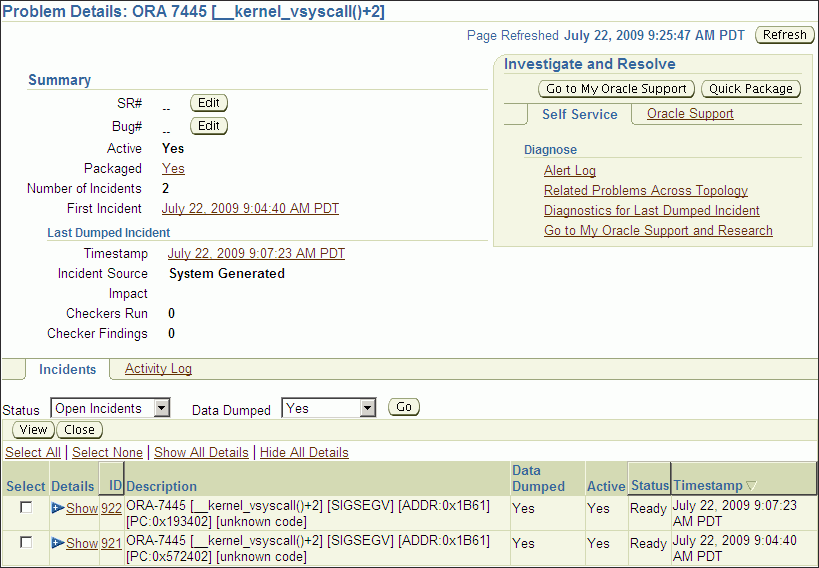 Problem Details: ORA 7445 [__kernel_vsyscall()+2]
Page Refreshed July 22, 2009 9:25:47 AM PDT Refresh
Summary
SR# -- Edit
Bug# -- Edit
Active Yes
Packaged Yes
Number of Incidents 2
First Incident July 22, 2009 9:04:40 AM PDT
Last Dumped Incident
Timestamp July 22, 2009 9:07:23 AM PDT
Incident Source System Generated
Impact
Checkers Run 0
Checker Findings 0
Investigate and Resolve
Go to My Oracle Support Quick Package
Self Service Oracle Support
Diagnose
Alert Log
Related Problems Across Topology
Diagnostics for Last Dumped Incident
Go to My Oracle Support and Research
Incidents Activity Log
Status Open Incidents Data Dumped Yes Go
View Close
Select All | Select None | Show All Details | Hide All Details
Select Details ID Description Data Dumped Active Status Timestamp
Show 922 ORA-7445 [__kernel_vsyscall()+2] [SIGSEGV] [ADDR:0x1B61] Yes Yes Ready July 22, 2009 9:07:23
[PC:0x193402] [unknown code] AM PDT
Show 921 ORA-7445 [__kernel_vsyscall()+2] [SIGSEGV] [ADDR:0x1B61] Yes Yes Ready July 22, 2009 9:04:40
[PC:0x572402] [unknown code] AM PDT